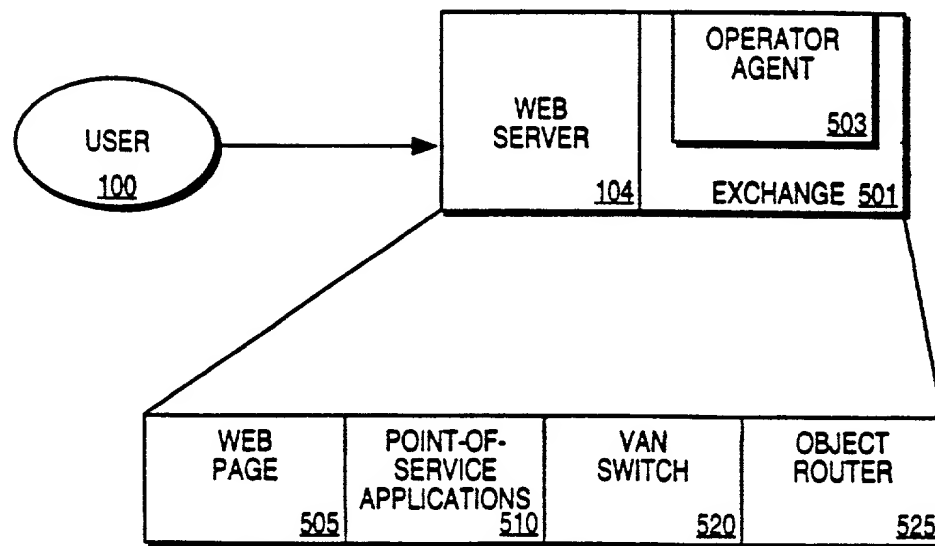 USER
100
WEB
SERVER
104
OPERATOR
AGENT
503
EXCHANGE 501
WEB
PAGE
505
POINT-OF-
SERVICE
APPLICATIONS
510
VAN
SWITCH
520
OBJECT
ROUTER
525